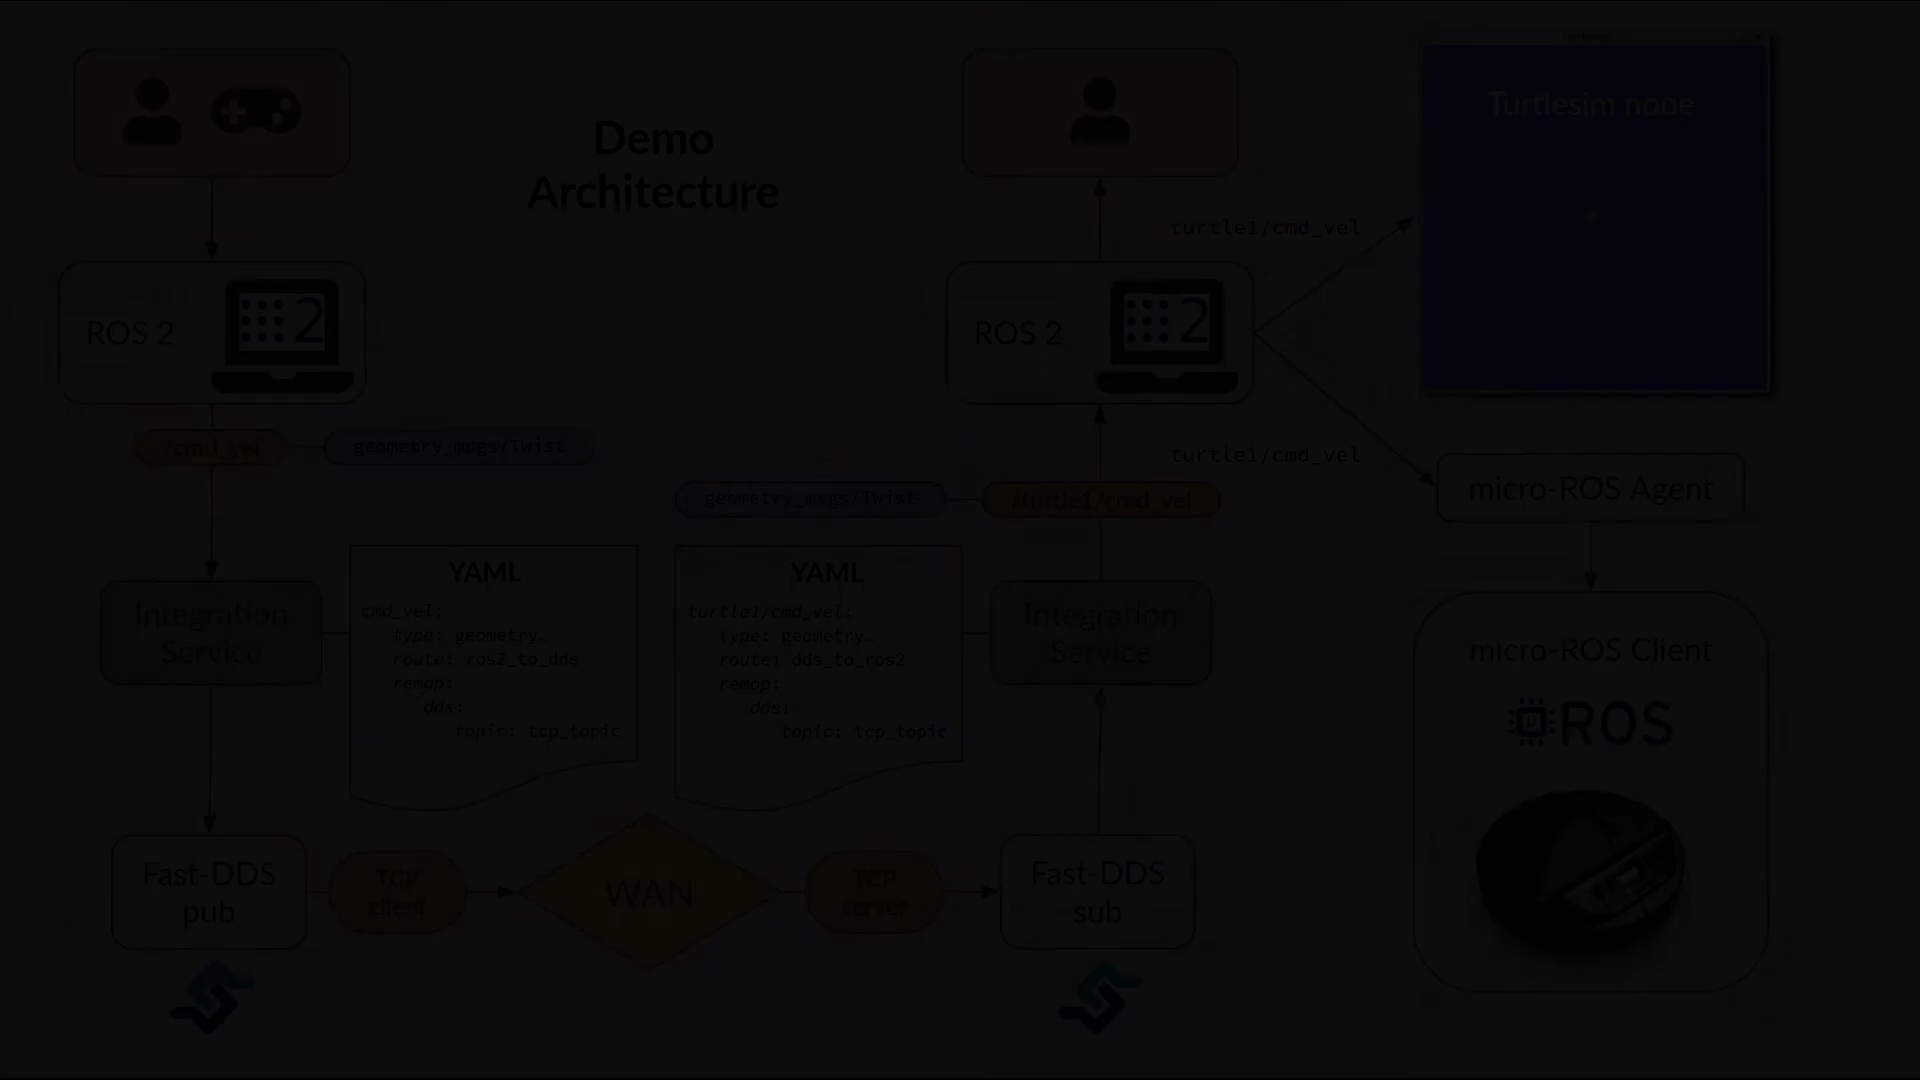 Demo
Architecture
Turtlesim node
turtle1/cmd_vel
ROS 2
2
ROS 2
2
/cmd_vel
geometry_msgs/Twist
turtle1/cmd_vel
geometry_msgs/Twist
/turtle1/cmd_vel
micro-ROS Agent
Integration
Service
YAML
cmd_vel:
type: geometry…
route: ros2_to_dds
remap:
dds:
topic: tcp_topic
YAML
turtle1/cmd_vel:
type: geometry…
route: dds_to_ros2
remap:
dds:
topic: tcp_topic
Integration
Service
micro-ROS Client
ROS
Fast-DDS
pub
TCP
client
WAN
TCP
server
Fast-DDS
sub